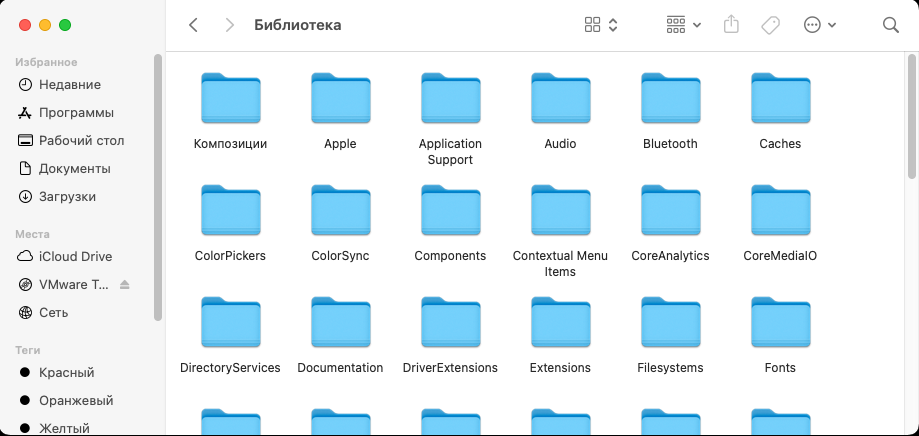 Библиотека
Избранное
Недавние
Программы
Рабочий стол
Документы
Загрузки
Места
iCloud Drive
VMware T...
Сеть
Теги
Красный
Оранжевый
Желтый
Композиции
Apple
Application
Support
Audio
Bluetooth
Caches
ColorPickers
ColorSync
Components
Contextual Menu
Items
CoreAnalytics
CoreMediaIO
DirectoryServices
Documentation
DriverExtensions
Extensions
Filesystems
Fonts